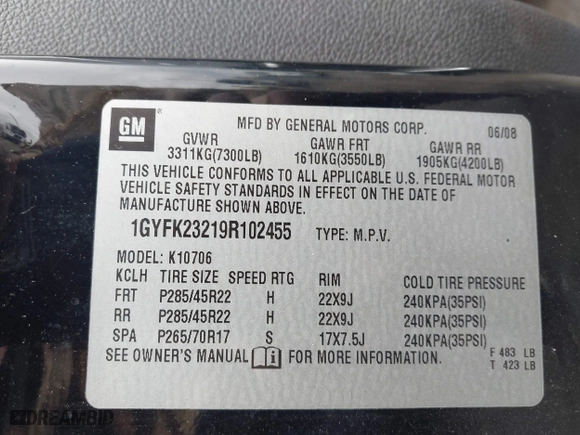 GM
MFD BY GENERAL MOTORS CORP. 06/08
GVWR GAWR FRT GAWR RR
3311KG(7300LB) 1610KG(3550LB) 1905KG(4200LB)
THIS VEHICLE CONFORMS TO ALL APPLICABLE U.S. FEDERAL MOTOR
VEHICLE SAFETY STANDARDS IN EFFECT ON THE DATE OF
MANUFACTURE SHOWN ABOVE.
1GYFK23219R102455 TYPE: M.P.V.
MODEL: K10706
KCLH TIRE SIZE SPEED RTG RIM COLD TIRE PRESSURE
FRT P285/45R22 H 22X9J 240KPA(35PSI)
RR P285/45R22 H 22X9J 240KPA(35PSI)
SPA P265/70R17 S 17X7.5J 240KPA(35PSI)
SEE OWNER'S MANUAL i FOR MORE INFORMATION.
F 483 LB
T 423 LB
DREAMBID